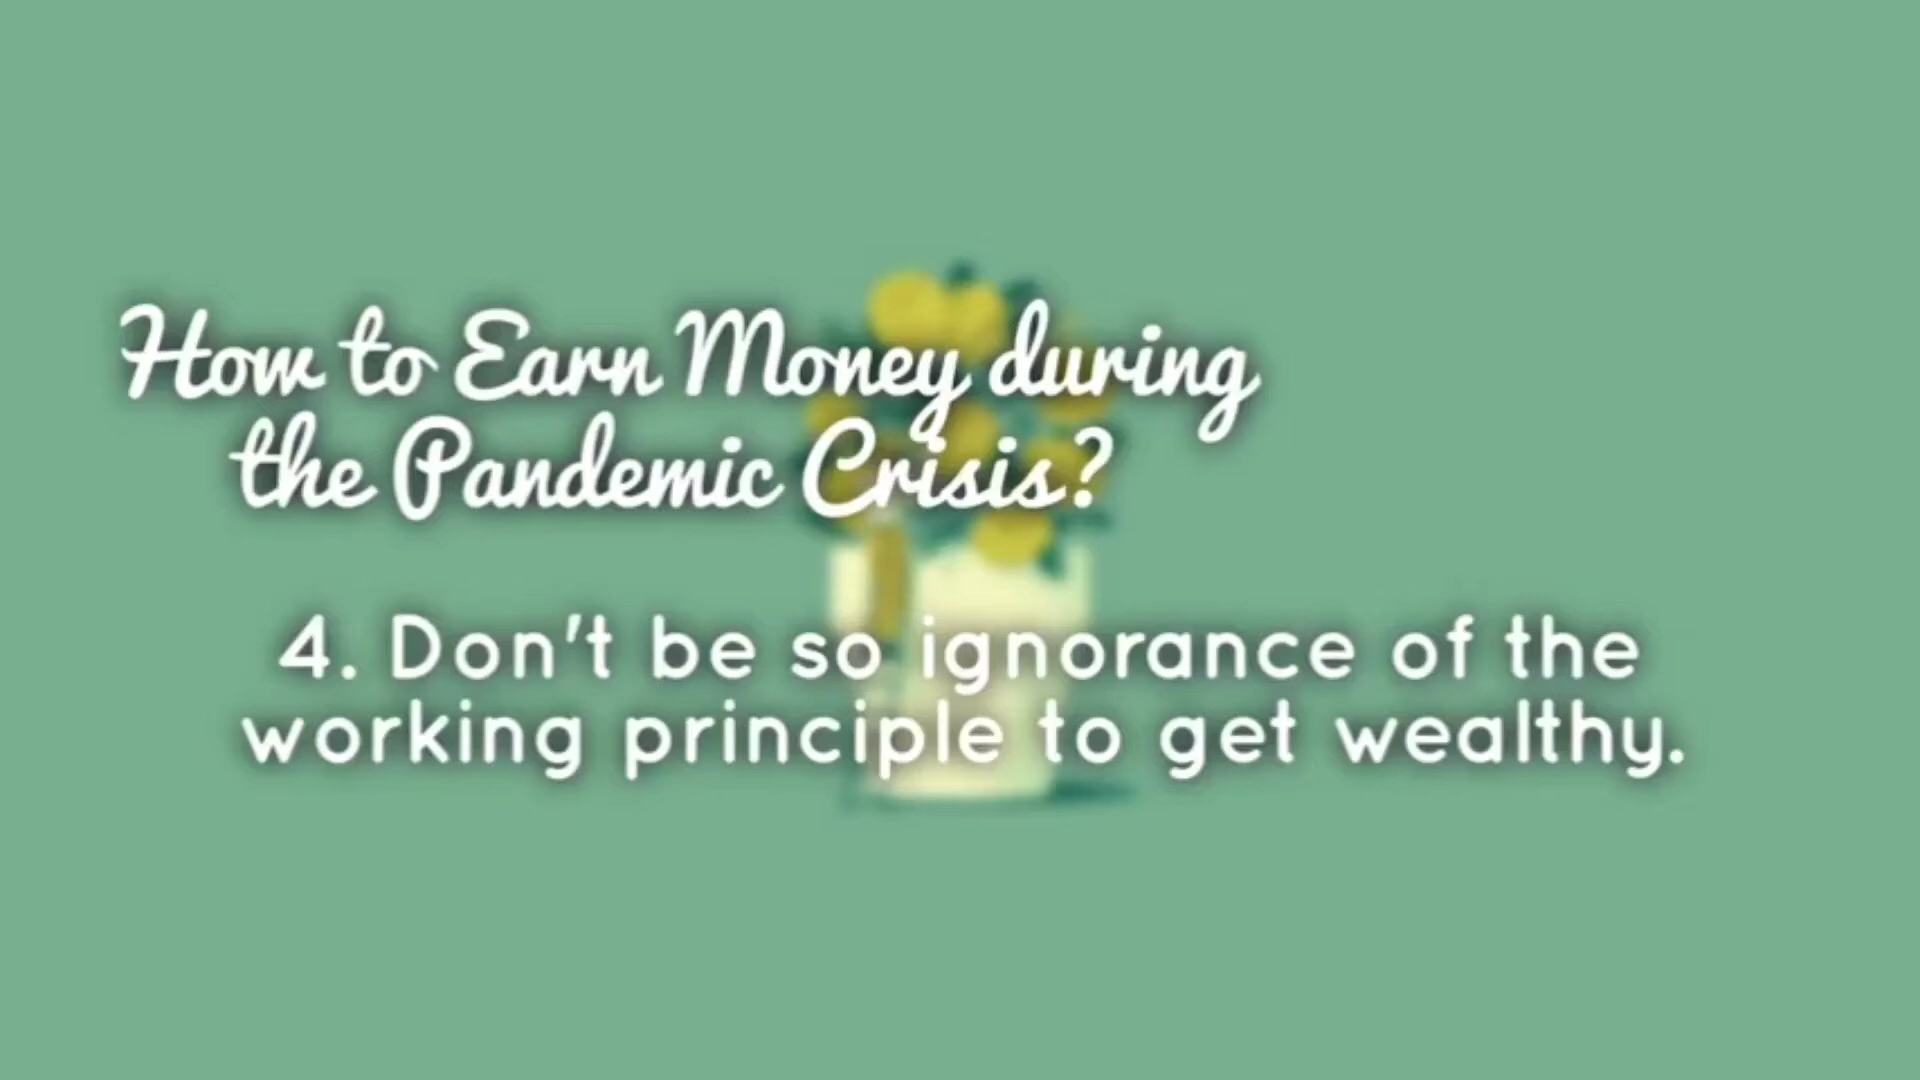 How to Earn Money during
the Pandemic Crisis?
4. Don't be so ignorance of the
working principle to get wealthy.